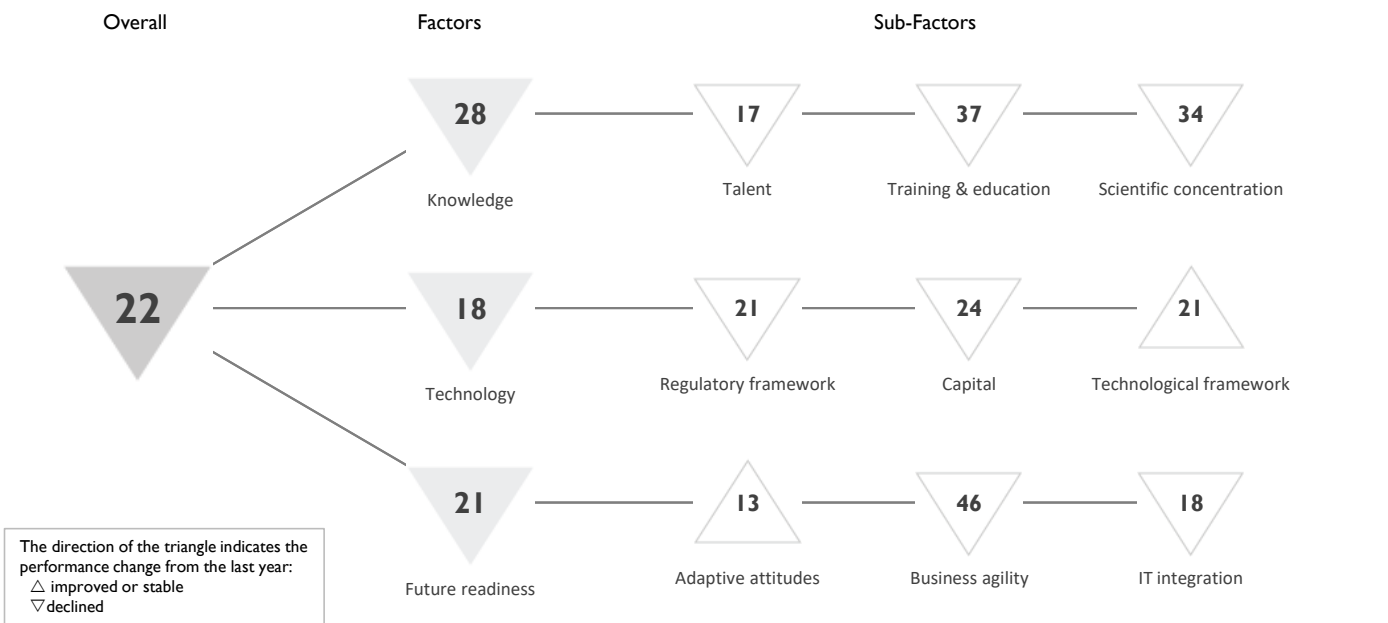 Overall Factors Sub-Factors
28 17 37 34
Knowledge Talent Training & education Scientific concentration
22 18 21 24 21
Technology Regulatory framework Capital Technological framework
21 13 46 18
Future readiness Adaptive attitudes Business agility IT integration
The direction of the triangle indicates the
performance change from the last year:
△ improved or stable
▽ declined